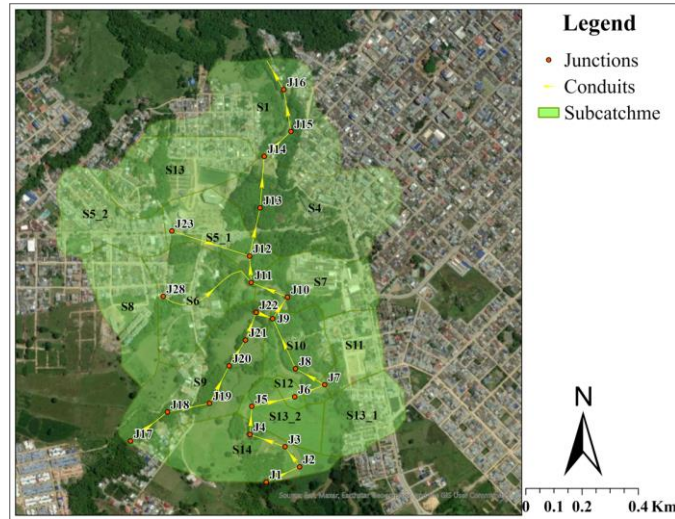 Legend
Junctions
Conduits
Subcatchme
J16
S1
J15
J14
S13
J13
S4
S5_2
J23
S5_1
J12
J11
S7
J28
J10
S6
S8
J22
J9
J21
S10
S11
J20
J8
S9
S12
J7
J19
J6
J18
J5
S13_2
S13_1
J17
J4
S14
J3
J2
J1
N
0 0.2 0.4 Km